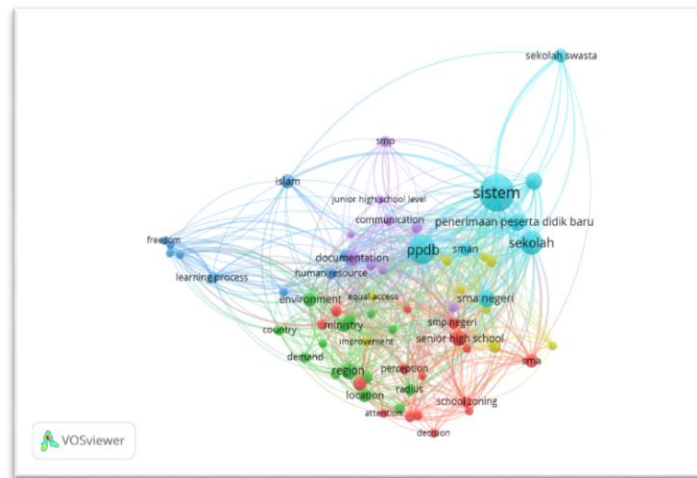 sekolah swasta
smp
islam
sistem
junior high school level
communication
penerimaan peserta didik baru
freedom
ppdb
sman
sekolah
documentation
learning process
human resource
environment
equal access
sma negeri
country
ministry
smp negeri
improvement
senior high school
demand
region
perception
sma
location
radius
school zoning
attention
decision
VOSviewer